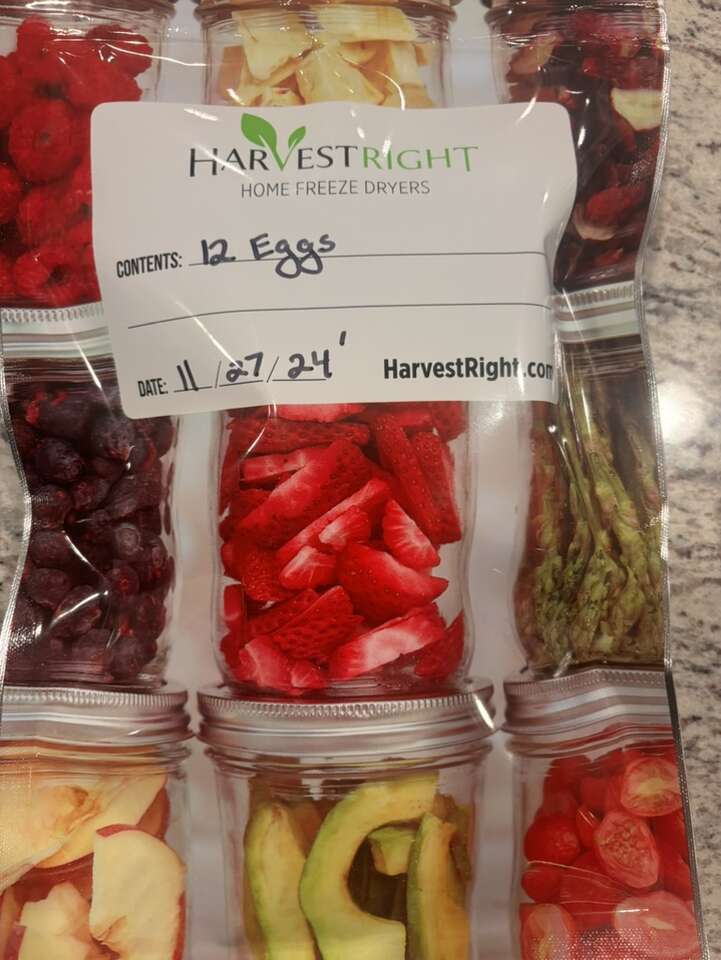 HARVESTRIGHT
HOME FREEZE DRYERS
CONTENTS: 12 Eggs
DATE: 11/27/24'
HarvestRight.com